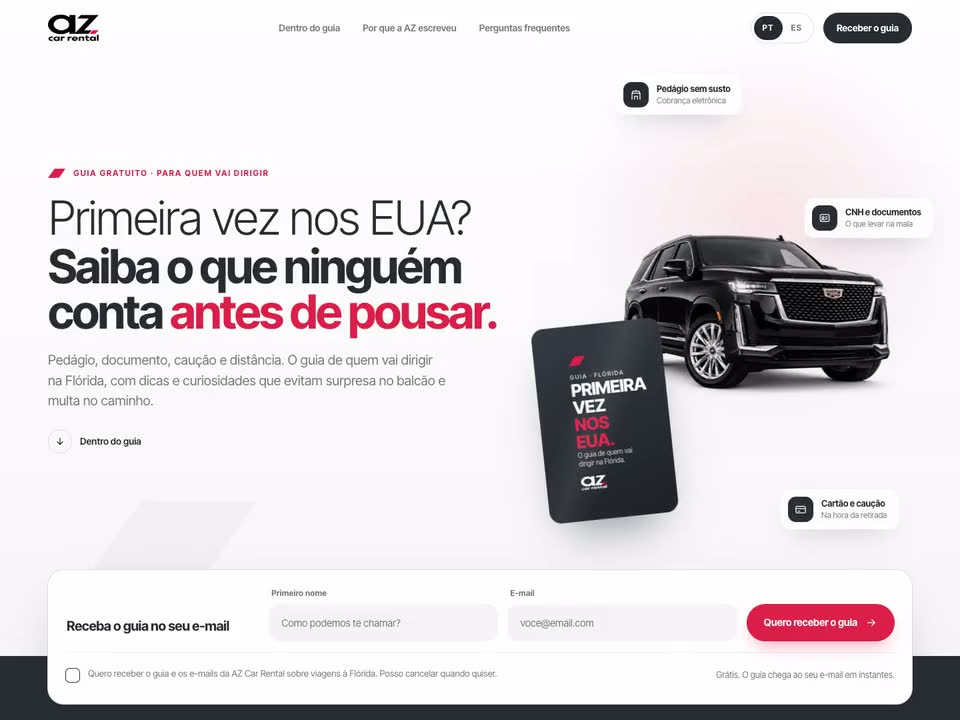 az
car rental
Dentro do guia
Por que a AZ escreveu
Perguntas frequentes
PT
ES
Receber o guia
Pedágio sem susto
Cobrança eletrônica
GUIA GRATUITO · PARA QUEM VAI DIRIGIR
Primeira vez nos EUA?
Saiba o que ninguém
conta antes de pousar.
CNH e documentos
O que levar na mala
Pedágio, documento, caução e distância. O guia de quem vai dirigir
na Flórida, com dicas e curiosidades que evitam surpresa no balcão e
multa no caminho.
Dentro do guia
GUIA · FLÓRIDA
PRIMEIRA
VEZ
NOS
EUA.
O guia de quem vai
dirigir na Flórida.
az
car rental
Cartão e caução
Na hora da retirada
Receba o guia no seu e-mail
Primeiro nome
Como podemos te chamar?
E-mail
voce@email.com
Quero receber o guia
Quero receber o guia e os e-mails da AZ Car Rental sobre viagens à Flórida. Posso cancelar quando quiser.
Grátis. O guia chega ao seu e-mail em instantes.